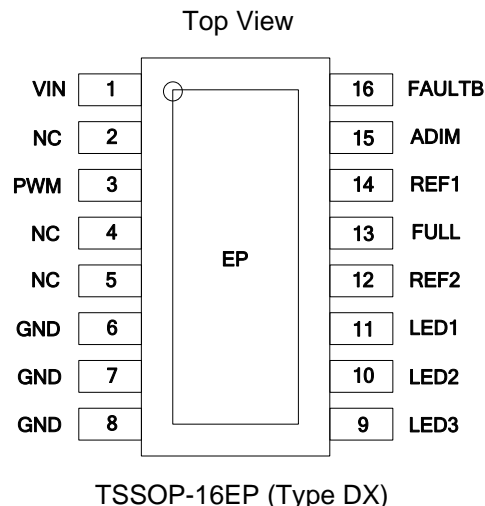 Top View
VIN 1 16 FAULTB
NC 2 15 ADIM
PWM 3 14 REF1
NC 4 13 FULL
EP
NC 5 12 REF2
GND 6 11 LED1
GND 7 10 LED2
GND 8 9 LED3
TSSOP-16EP (Type DX)